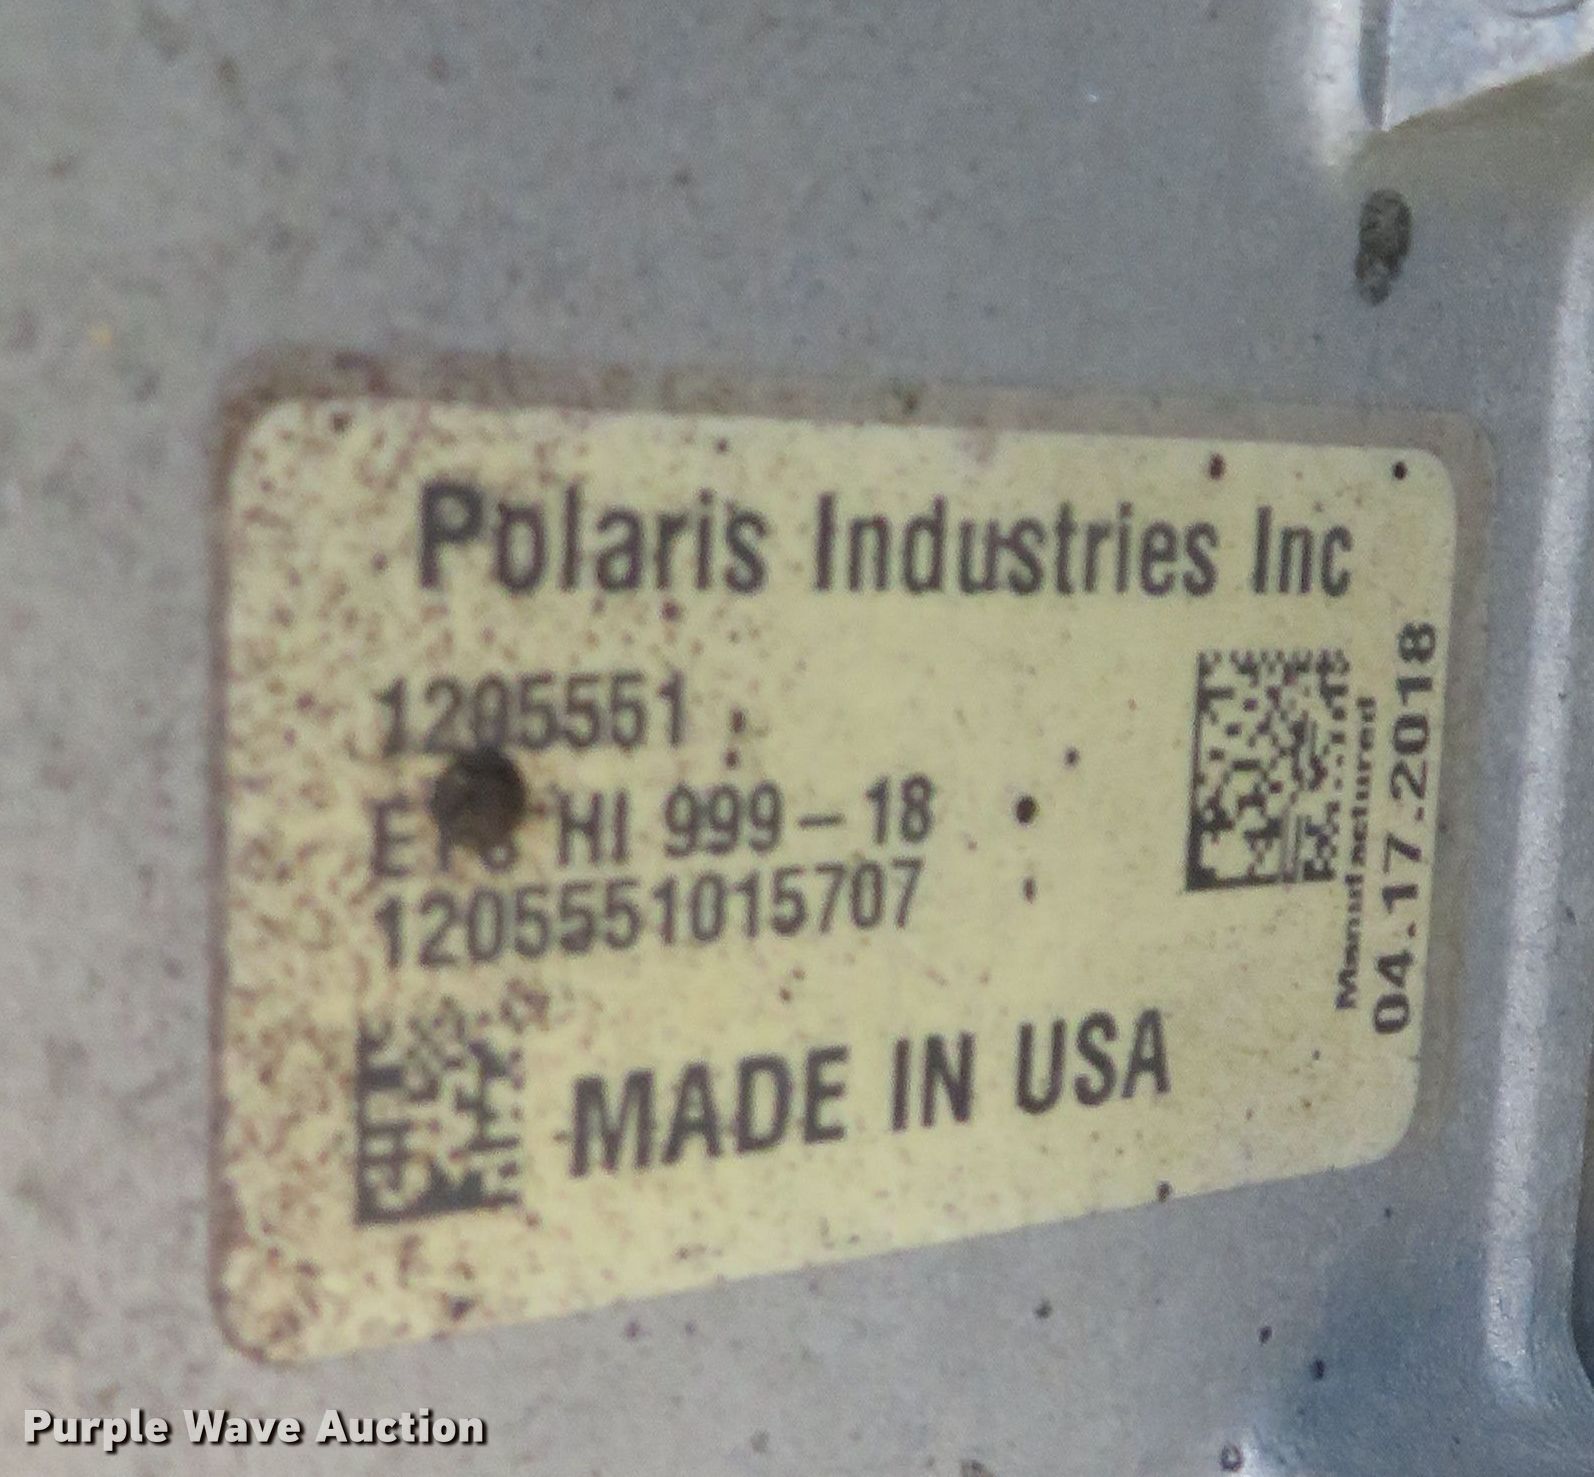 Polaris Industries Inc
1205551
HI 999-18
1205551015707
MADE IN USA
Manufactured
04.17.2018
Purple Wave Auction